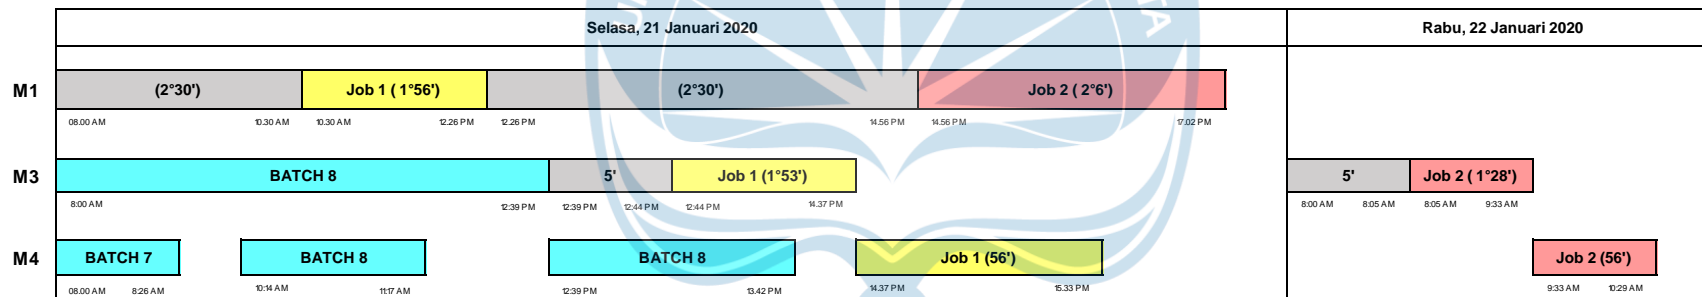 Selasa, 21 Januari 2020 Rabu, 22 Januari 2020
M1 (2°30') Job 1 ( 1°56') (2°30') Job 2 ( 2°6')
08.00 AM 10.30 AM 10.30 AM 12.26 PM 12.26 PM 14.56 PM 14.56 PM 17.02 PM
M3 BATCH 8 5' Job 1 (1°53') 5' Job 2 ( 1°28')
8:00 AM 12:39 PM 12:39 PM 12:44 PM 12:44 PM 14.37 PM 8:00 AM 8:05 AM 8:05 AM 9:33 AM
M4 BATCH 7 BATCH 8 BATCH 8 Job 1 (56') Job 2 (56')
08.00 AM 8:26 AM 10:14 AM 11:17 AM 12:39 PM 13.42 PM 14.37 PM 15.33 PM 9:33 AM 10:29 AM